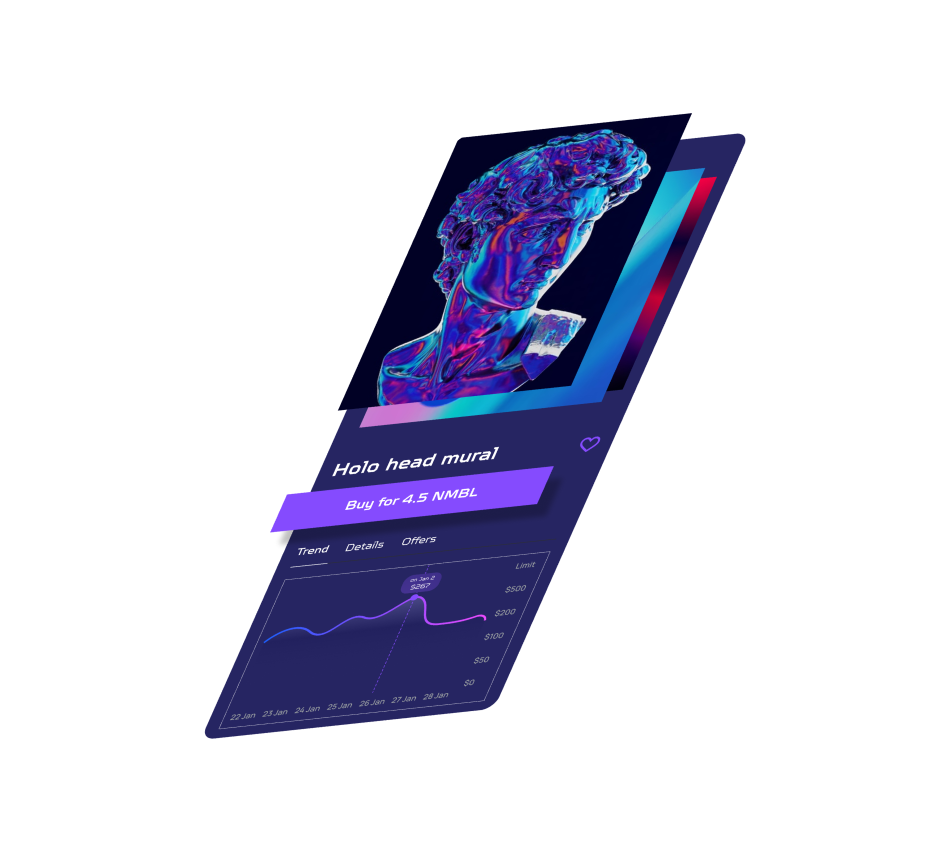 Holo head mural
Buy for 4.5 NMBL
Trend Details Offers
Limit
on Jan 2
$267
$500
$200
$100
$50
$0
22 Jan 23 Jan 24 Jan 25 Jan 26 Jan 27 Jan 28 Jan